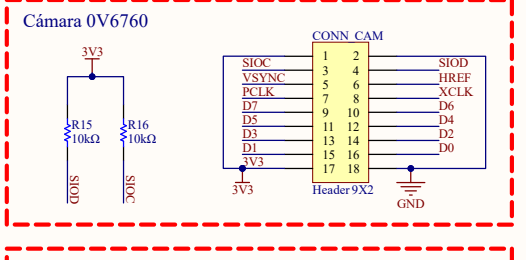 Cámara 0V6760
CONN_CAM
3V3
1 2
SIOC 3 4 SIOD
VSYNC 5 6 HREF
PCLK 7 8 XCLK
R15 R16 D7 9 10 D6
10kΩ 10kΩ D5 11 12 D4
D3 13 14 D2
D1 15 16 D0
3V3 17 18
SIOD SIOC 3V3 Header 9X2 GND